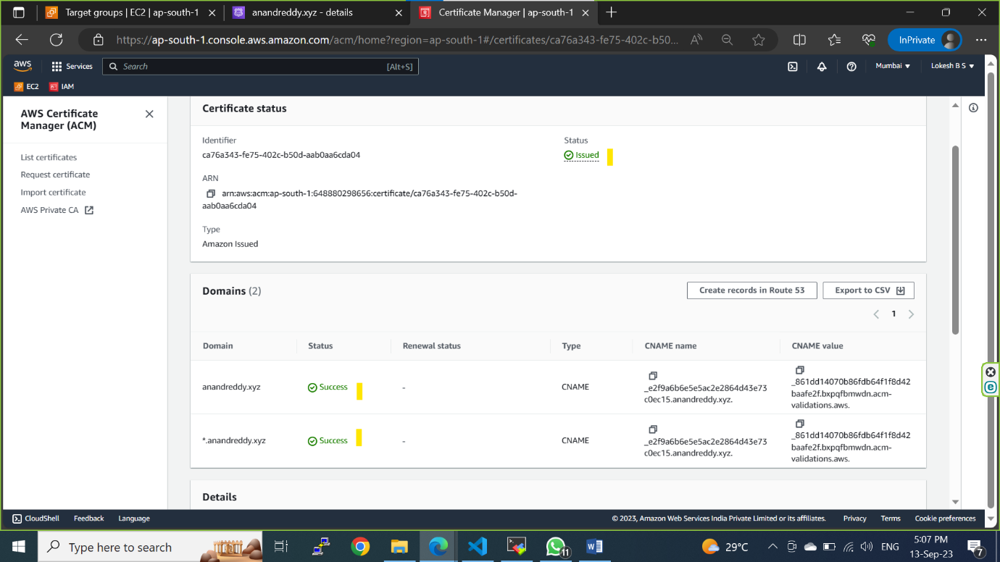 Target groups | EC2 | ap-south-1
anandreddy.xyz - details
Certificate Manager | ap-south-1
https://ap-south-1.console.aws.amazon.com/acm/home?region=ap-south-1#/certificates/ca76a343-fe75-402c-b50...
InPrivate
aws
Services
Search
[Alt+S]
Mumbai
Lokesh B S
EC2
IAM
AWS Certificate
Manager (ACM)
List certificates
Request certificate
Import certificate
AWS Private CA
Certificate status
Identifier
ca76a343-fe75-402c-b50d-aab0aa6cda04
Status
Issued
ARN
arn:aws:acm:ap-south-1:648880298656:certificate/ca76a343-fe75-402c-b50d-
aab0aa6cda04
Type
Amazon Issued
Domains (2)
Create records in Route 53
Export to CSV
1
Domain Status Renewal status Type CNAME name CNAME value
anandreddy.xyz
Success
-
CNAME
_e2f9a6b6e5e5ac2e2864d43e73
c0ec15.anandreddy.xyz.
_861dd14070b86fdb64f1f8d42
baafe2f.bxpqfbmwdn.acm-
validations.aws.
*.anandreddy.xyz
Success
-
CNAME
_e2f9a6b6e5e5ac2e2864d43e73
c0ec15.anandreddy.xyz.
_861dd14070b86fdb64f1f8d42
baafe2f.bxpqfbmwdn.acm-
validations.aws.
Details
CloudShell
Feedback
Language
© 2023, Amazon Web Services India Private Limited or its affiliates.
Privacy
Terms
Cookie preferences
Type here to search
11
29°C
ENG
5:07 PM
13-Sep-23
7